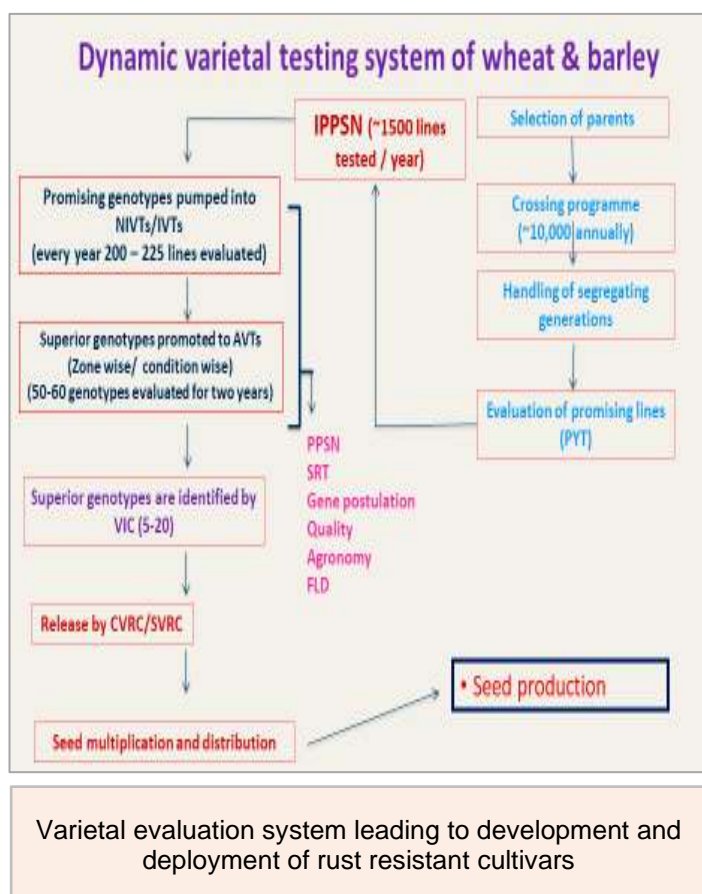 Dynamic varietal testing system of wheat & barley
Selection of parents
Crossing programme
(~10,000 annually)
Handling of segregating
generations
Evaluation of promising lines
(PYT)
IPPSN (~1500 lines
tested / year)
Promising genotypes pumped into
NIVTs/IVTs
(every year 200 – 225 lines evaluated)
Superior genotypes promoted to AVTs
(Zone wise/ condition wise)
(50-60 genotypes evaluated for two years)
PPSN
SRT
Gene postulation
Quality
Agronomy
FLD
Superior genotypes are identified by
VIC (5-20)
Release by CVRC/SVRC
Seed multiplication and distribution
• Seed production
Varietal evaluation system leading to development and
deployment of rust resistant cultivars